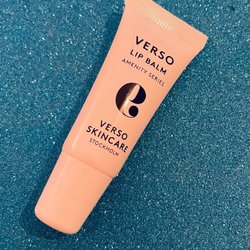 VERSO
LIP BALM
AMENITY SERIES
VERSO
SKINCARE
STOCKHOLM